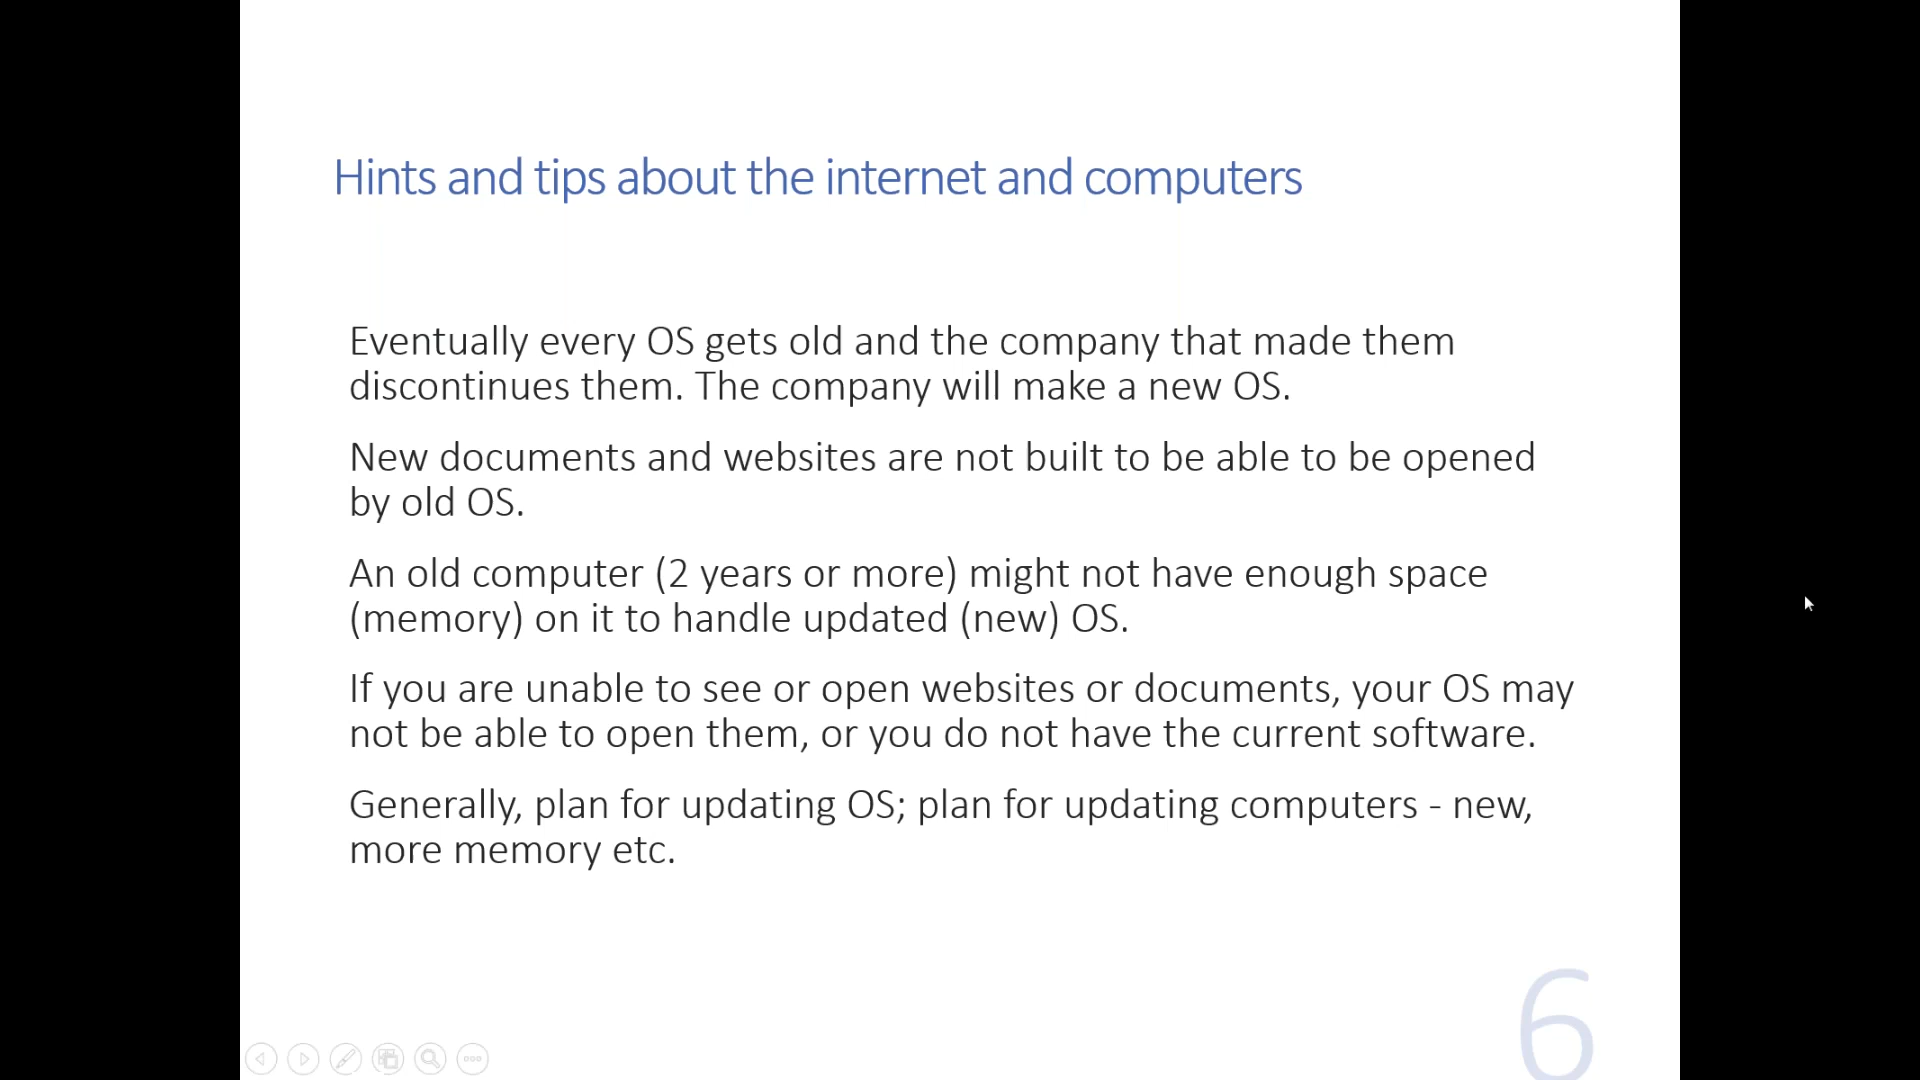 Hints and tips about the internet and computers
Eventually every OS gets old and the company that made them
discontinues them. The company will make a new OS.
New documents and websites are not built to be able to be opened
by old OS.
An old computer (2 years or more) might not have enough space
(memory) on it to handle updated (new) OS.
If you are unable to see or open websites or documents, your OS may
not be able to open them, or you do not have the current software.
Generally, plan for updating OS; plan for updating computers - new,
more memory etc.
6